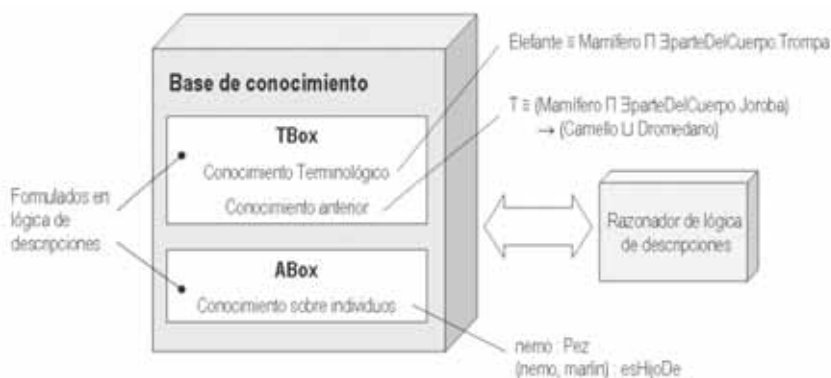 Elefante ≡ Mamífero ⊓ ∃parteDelCuerpo.Trompa
Base de conocimiento
T ≡ (Mamífero ⊓ ∃parteDelCuerpo.Joroba)
→ (Camello ⊔ Dromedario)
TBox
Conocimiento Terminológico
Conocimiento anterior
Formulados en
lógica de
descripciones
Razonador de lógica
de descripciones
ABox
Conocimiento sobre individuos
nemo : Pez
(nemo, marlin) : esHijoDe